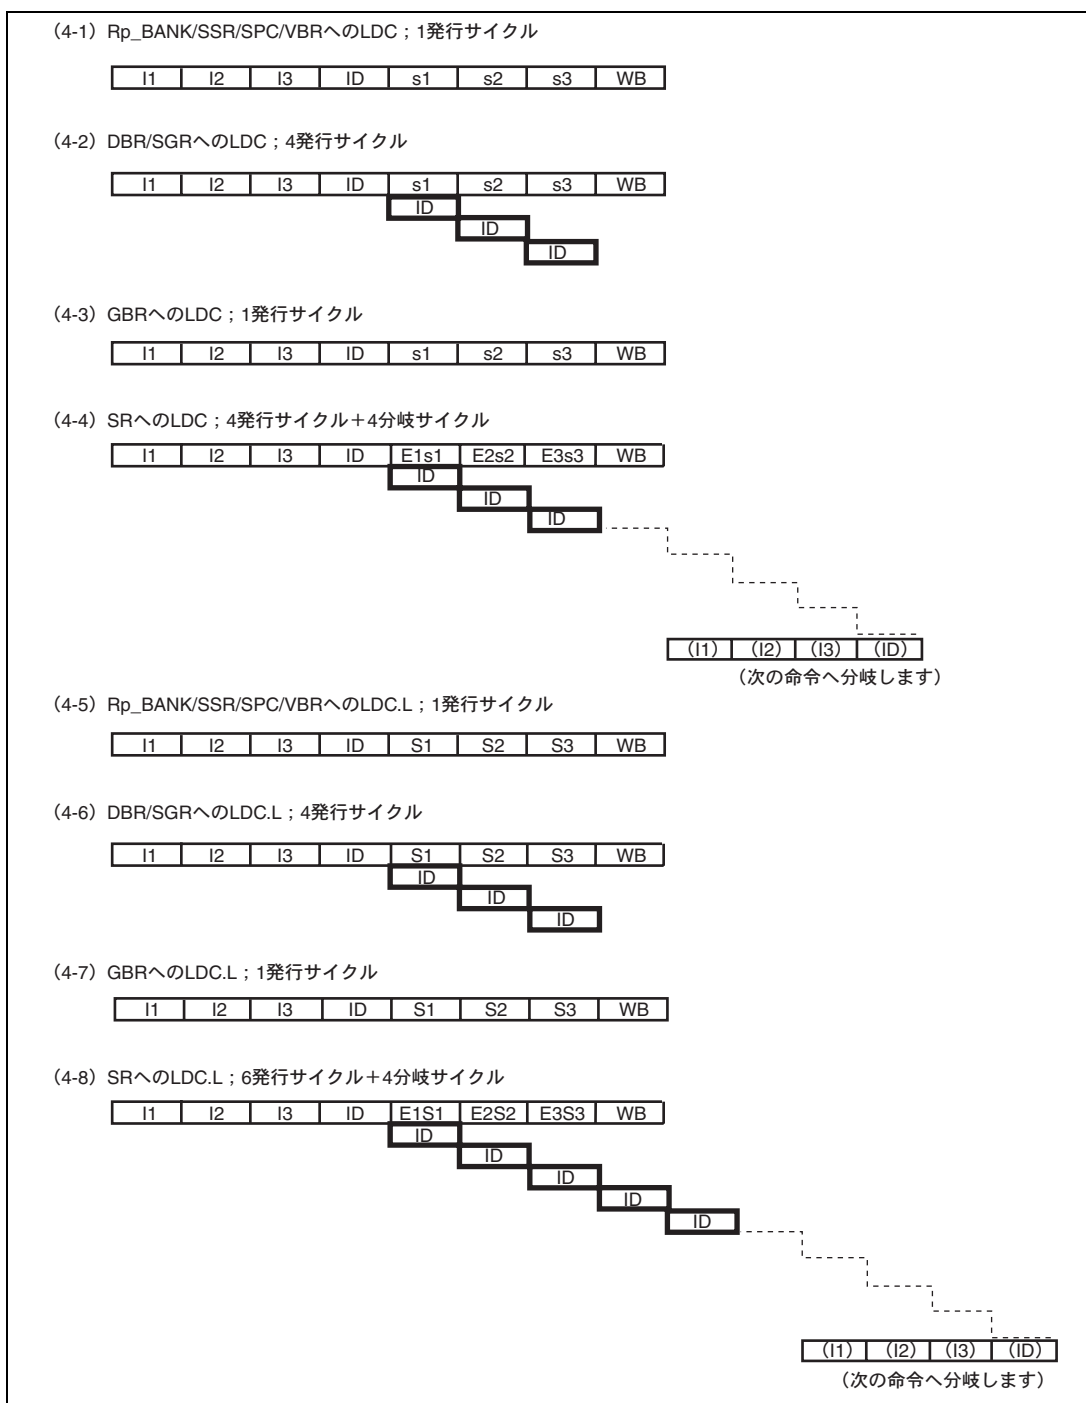 （4-1）Rp_BANK/SSR/SPC/VBRへのLDC；1発行サイクル
I1 I2 I3 ID s1 s2 s3 WB
（4-2）DBR/SGRへのLDC；4発行サイクル
I1 I2 I3 ID s1 s2 s3 WB
ID
ID
ID
（4-3）GBRへのLDC；1発行サイクル
I1 I2 I3 ID s1 s2 s3 WB
（4-4）SRへのLDC；4発行サイクル＋4分岐サイクル
I1 I2 I3 ID E1s1 E2s2 E3s3 WB
ID
ID
ID
（I1） （I2） （I3） （ID）
（次の命令へ分岐します）
（4-5）Rp_BANK/SSR/SPC/VBRへのLDC.L；1発行サイクル
I1 I2 I3 ID S1 S2 S3 WB
（4-6）DBR/SGRへのLDC.L；4発行サイクル
I1 I2 I3 ID S1 S2 S3 WB
ID
ID
ID
（4-7）GBRへのLDC.L；1発行サイクル
I1 I2 I3 ID S1 S2 S3 WB
（4-8）SRへのLDC.L；6発行サイクル＋4分岐サイクル
I1 I2 I3 ID E1S1 E2S2 E3S3 WB
ID
ID
ID
ID
ID
（I1） （I2） （I3） （ID）
（次の命令へ分岐します）